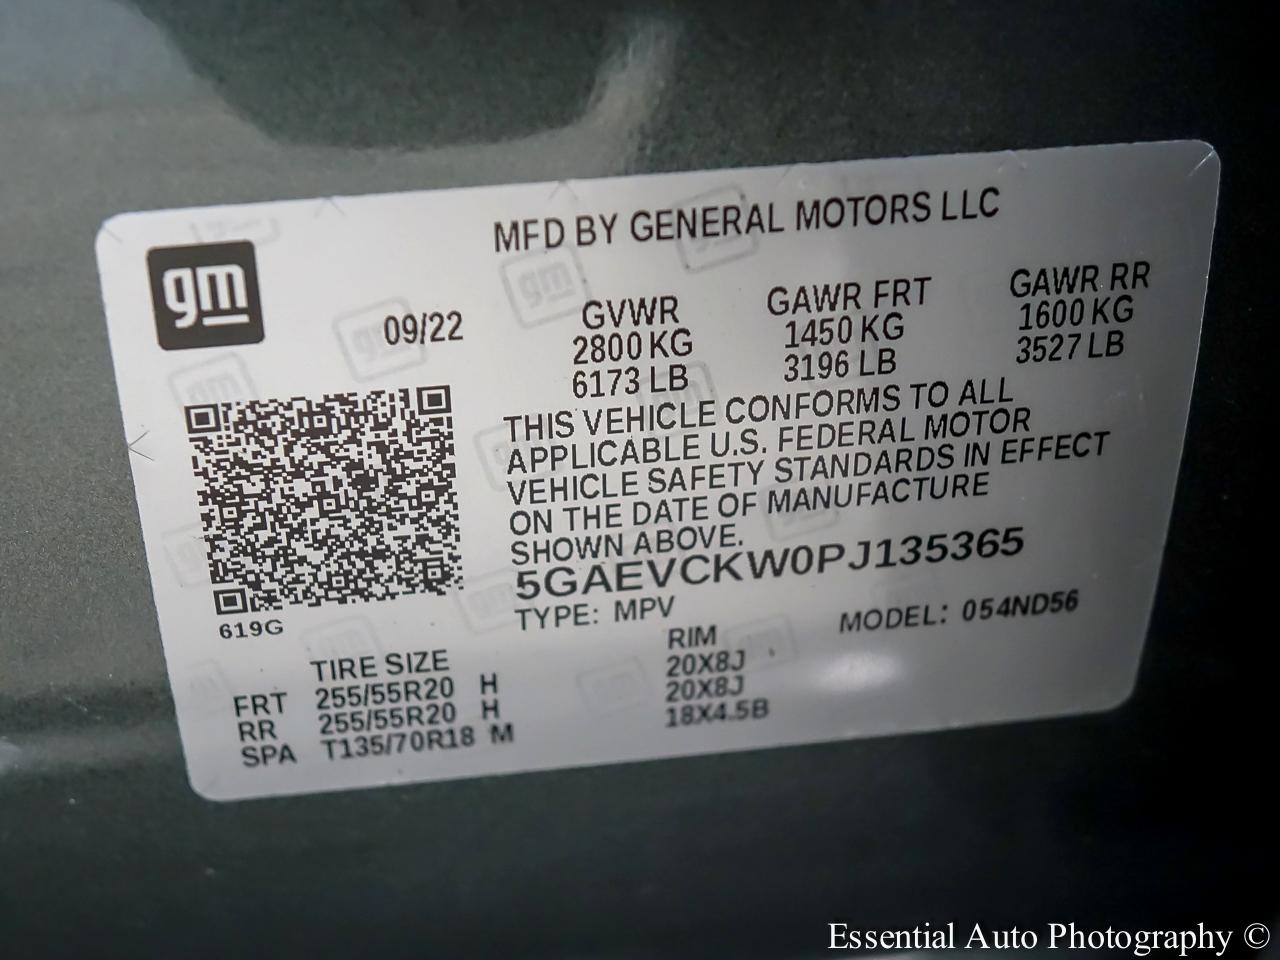 gm
MFD BY GENERAL MOTORS LLC
09/22
GVWR
2800 KG
6173 LB
GAWR FRT
1450 KG
3196 LB
GAWR RR
1600 KG
3527 LB
THIS VEHICLE CONFORMS TO ALL
APPLICABLE U.S. FEDERAL MOTOR
VEHICLE SAFETY STANDARDS IN EFFECT
ON THE DATE OF MANUFACTURE
SHOWN ABOVE.
5GAEVCKW0PJ135365
TYPE: MPV
MODEL: 054ND56
619G
TIRE SIZE RIM
FRT 255/55R20 H 20X8J
RR 255/55R20 H 20X8J
SPA T135/70R18 M 18X4.5B
Essential Auto Photography ©